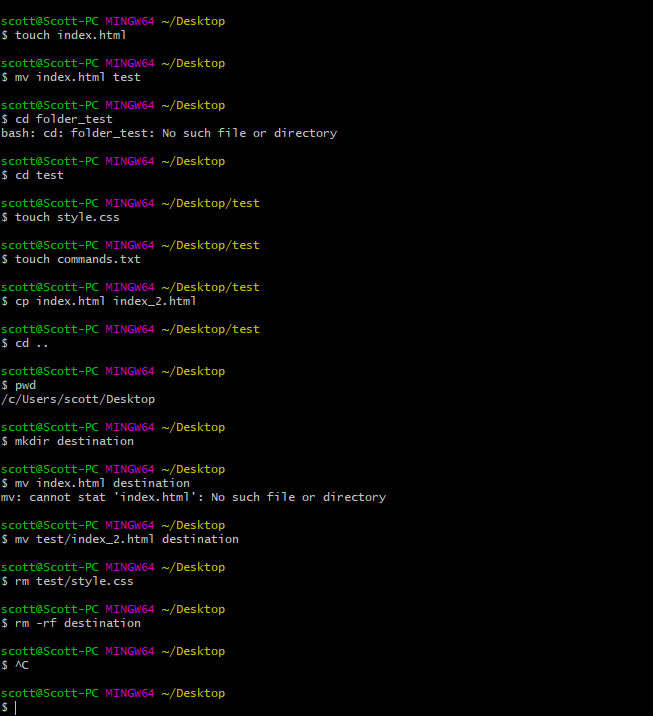 scott@Scott-PC MINGW64 ~/Desktop
$ touch index.html
scott@Scott-PC MINGW64 ~/Desktop
$ mv index.html test
scott@Scott-PC MINGW64 ~/Desktop
$ cd folder_test
bash: cd: folder_test: No such file or directory
scott@Scott-PC MINGW64 ~/Desktop
$ cd test
scott@Scott-PC MINGW64 ~/Desktop/test
$ touch style.css
scott@Scott-PC MINGW64 ~/Desktop/test
$ touch commands.txt
scott@Scott-PC MINGW64 ~/Desktop/test
$ cp index.html index_2.html
scott@Scott-PC MINGW64 ~/Desktop/test
$ cd ..
scott@Scott-PC MINGW64 ~/Desktop
$ pwd
/c/Users/scott/Desktop
scott@Scott-PC MINGW64 ~/Desktop
$ mkdir destination
scott@Scott-PC MINGW64 ~/Desktop
$ mv index.html destination
mv: cannot stat 'index.html': No such file or directory
scott@Scott-PC MINGW64 ~/Desktop
$ mv test/index_2.html destination
scott@Scott-PC MINGW64 ~/Desktop
$ rm test/style.css
scott@Scott-PC MINGW64 ~/Desktop
$ rm -rf destination
scott@Scott-PC MINGW64 ~/Desktop
$ ^C
scott@Scott-PC MINGW64 ~/Desktop
$